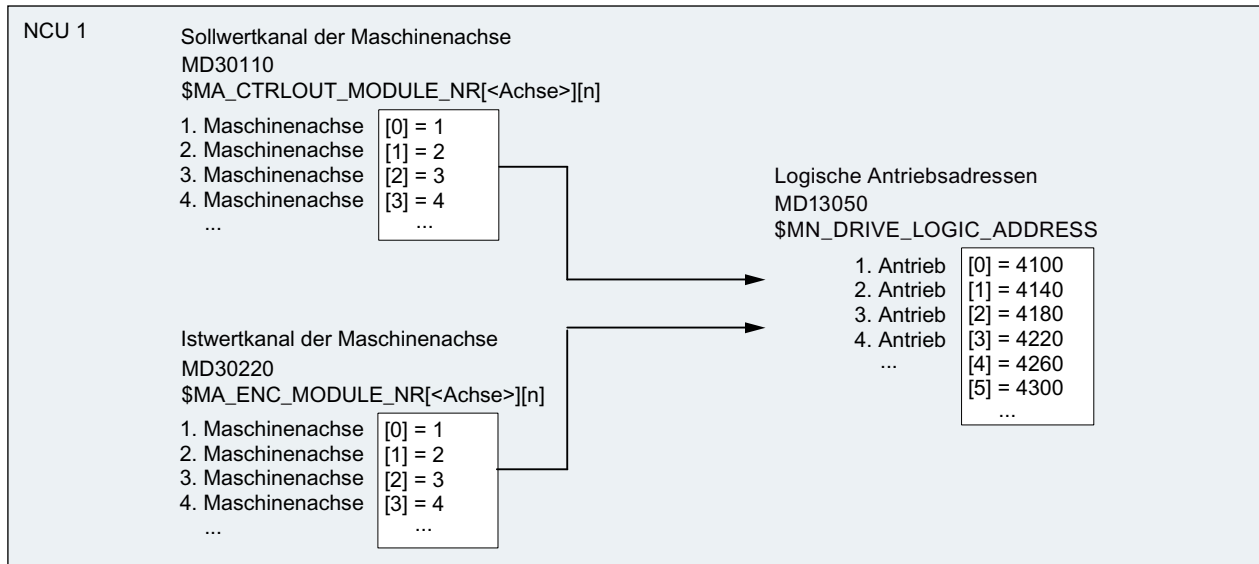 NCU 1
Sollwertkanal der Maschinenachse
MD30110
$MA_CTRLOUT_MODULE_NR[<Achse>][n]
1. Maschinenachse [0] = 1
2. Maschinenachse [1] = 2
3. Maschinenachse [2] = 3
4. Maschinenachse [3] = 4
... ...
Logische Antriebsadressen
MD13050
$MN_DRIVE_LOGIC_ADDRESS
1. Antrieb [0] = 4100
2. Antrieb [1] = 4140
3. Antrieb [2] = 4180
4. Antrieb [3] = 4220
... [4] = 4260
[5] = 4300
...
Istwertkanal der Maschinenachse
MD30220
$MA_ENC_MODULE_NR[<Achse>][n]
1. Maschinenachse [0] = 1
2. Maschinenachse [1] = 2
3. Maschinenachse [2] = 3
4. Maschinenachse [3] = 4
... ...